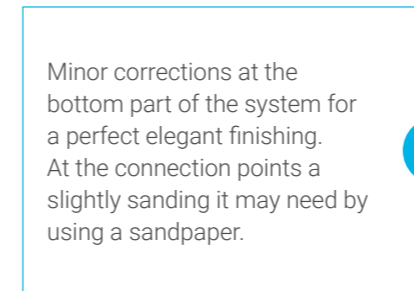 Minor corrections at the
bottom part of the system for
a perfect elegant finishing.
At the connection points a
slightly sanding it may need by
using a sandpaper.